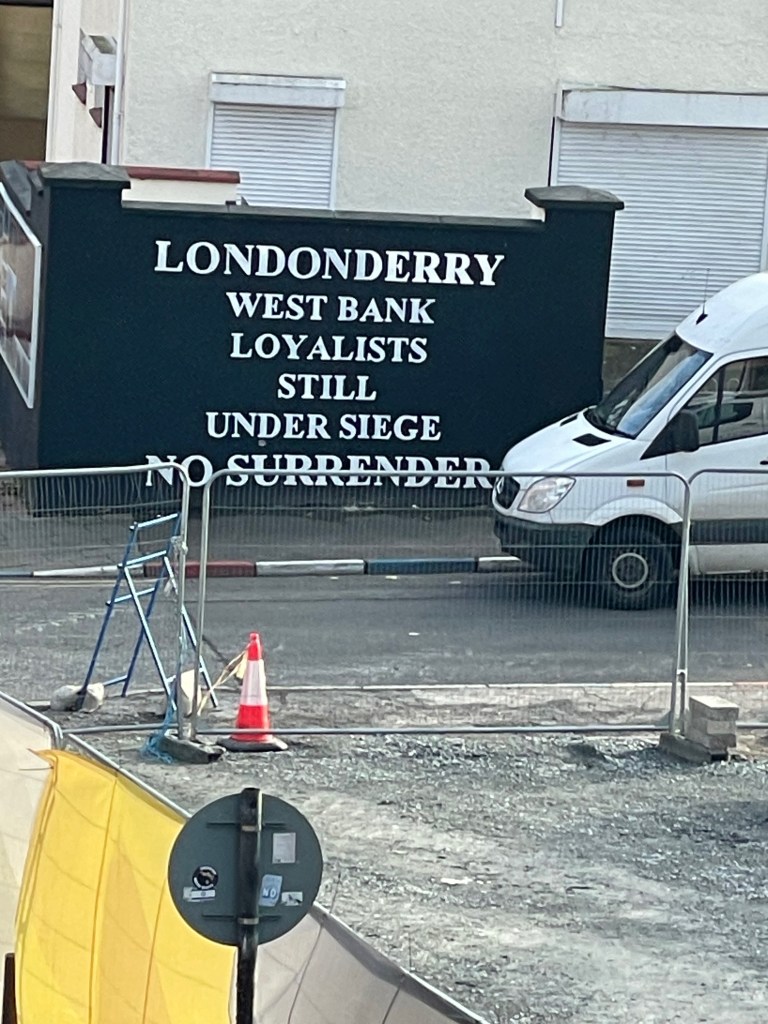 LONDONDERRY
WEST BANK
LOYALISTS
STILL
UNDER SIEGE
NO SURRENDER